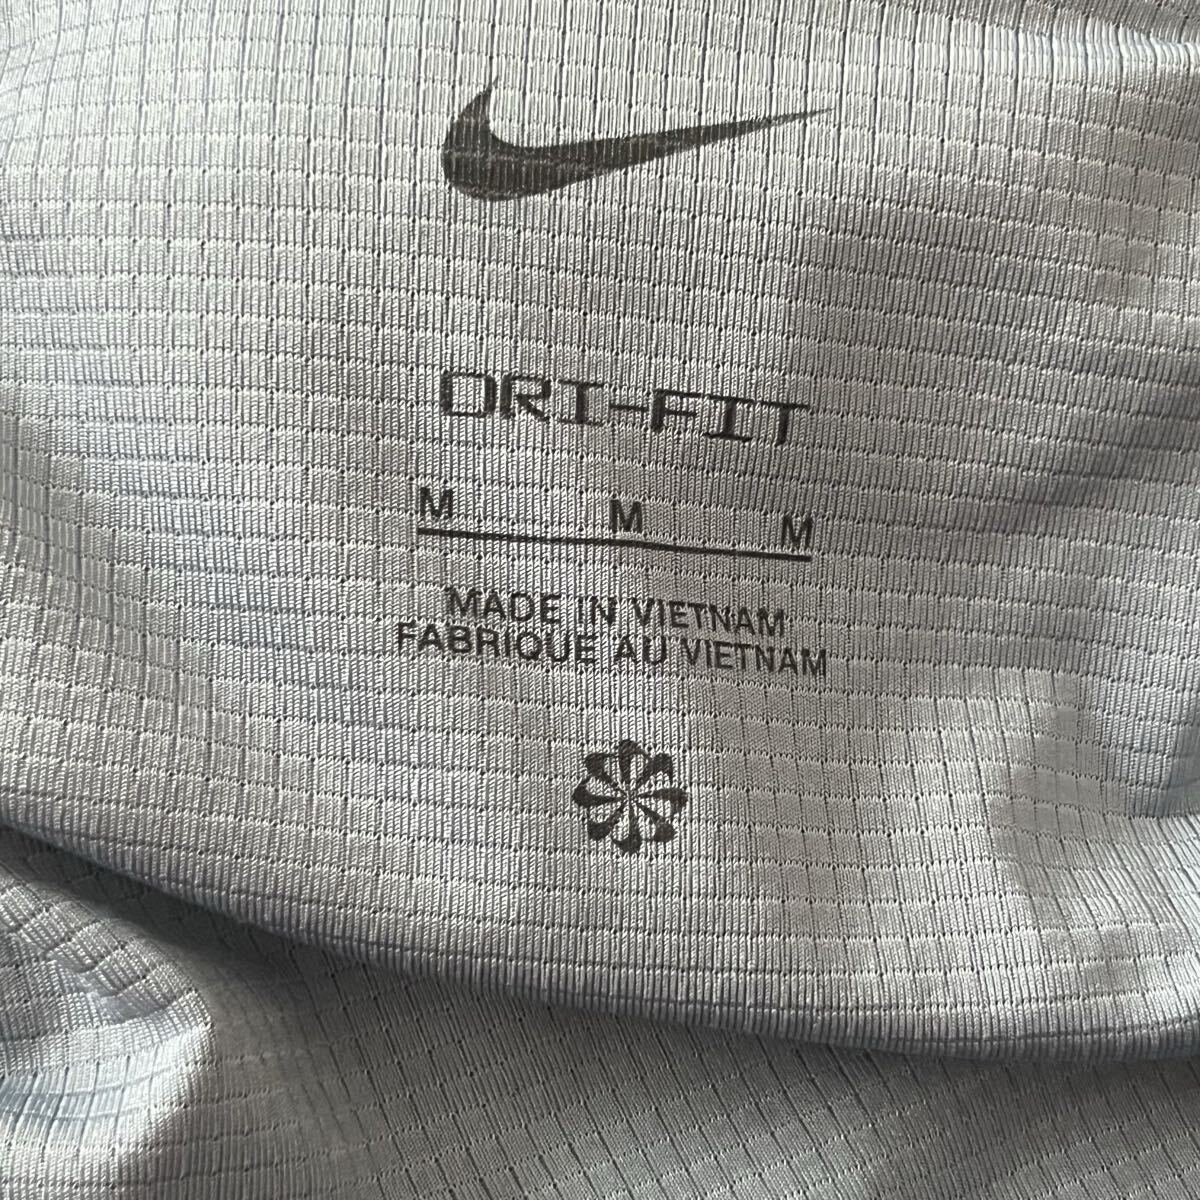 DRI-FIT
M M M
MADE IN VIETNAM
FABRIQUE AU VIETNAM